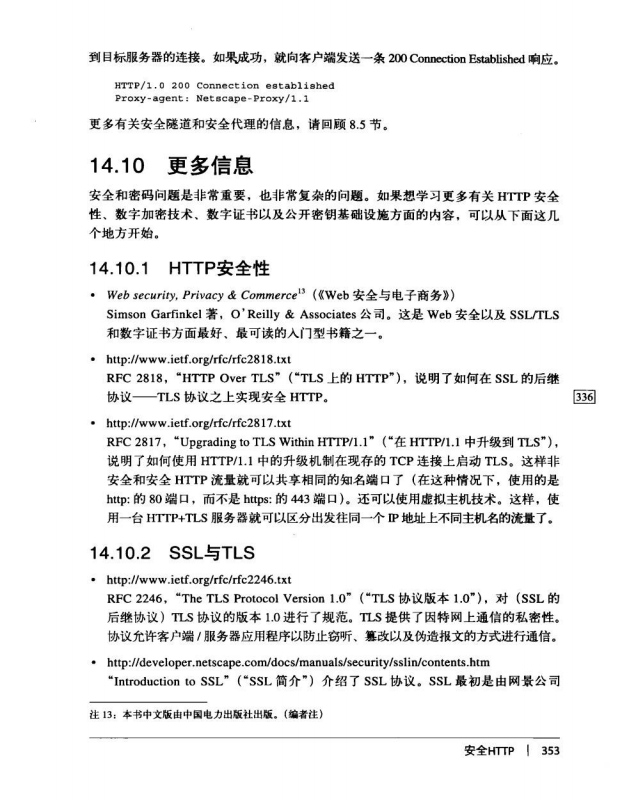 到目标服务器的连接。如果成功，就向客户端发送一条 200 Connection Established 响应。
HTTP/1.0 200 Connection established
Proxy-agent: Netscape-Proxy/1.1
更多有关安全隧道和安全代理的信息，请回顾 8.5 节。
14.10 更多信息
安全和密码问题是非常重要，也非常复杂的问题。如果想学习更多有关 HTTP 安全
性、数字加密技术、数字证书以及公开密钥基础设施方面的内容，可以从下面这几
个地方开始。
14.10.1 HTTP安全性
• Web security, Privacy & Commerce13（《Web 安全与电子商务》）
Simson Garfinkel 著，O'Reilly & Associates 公司。这是 Web 安全以及 SSL/TLS
和数字证书方面最好、最可读的入门型书籍之一。
• http://www.ietf.org/rfc/rfc2818.txt
RFC 2818，“HTTP Over TLS”（“TLS 上的 HTTP”），说明了如何在 SSL 的后继
协议——TLS 协议之上实现安全 HTTP。
336
• http://www.ietf.org/rfc/rfc2817.txt
RFC 2817，“Upgrading to TLS Within HTTP/1.1”（“在 HTTP/1.1 中升级到 TLS”），
说明了如何使用 HTTP/1.1 中的升级机制在现存的 TCP 连接上启动 TLS。这样非
安全和安全 HTTP 流量就可以共享相同的知名端口了（在这种情况下，使用的是
http: 的 80 端口，而不是 https: 的 443 端口）。还可以使用虚拟主机技术。这样，使
用一台 HTTP+TLS 服务器就可以区分出发往同一个 IP 地址上不同主机名的流量了。
14.10.2 SSL与TLS
• http://www.ietf.org/rfc/rfc2246.txt
RFC 2246，“The TLS Protocol Version 1.0”（“TLS 协议版本 1.0”），对（SSL 的
后继协议）TLS 协议的版本 1.0 进行了规范。TLS 提供了因特网上通信的私密性。
协议允许客户端 / 服务器应用程序以防止窃听、篡改以及伪造报文的方式进行通信。
• http://developer.netscape.com/docs/manuals/security/sslin/contents.htm
“Introduction to SSL”（“SSL 简介”）介绍了 SSL 协议。SSL 最初是由网景公司
注 13：本书中文版由中国电力出版社出版。（编者注）
安全HTTP | 353